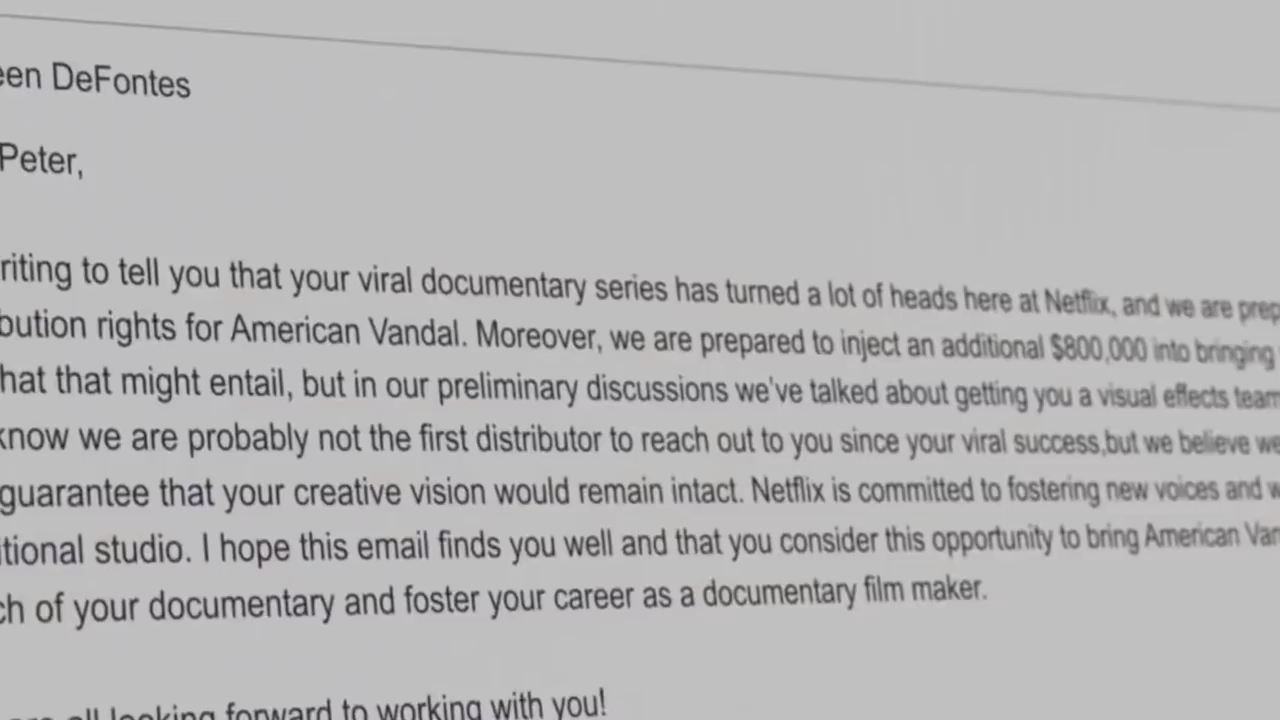 een DeFontes
Peter,
riting to tell you that your viral documentary series has turned a lot of heads here at Netflix, and we are prep
bution rights for American Vandal. Moreover, we are prepared to inject an additional $800,000 into bringing
hat that might entail, but in our preliminary discussions we've talked about getting you a visual effects team
know we are probably not the first distributor to reach out to you since your viral success,but we believe we
guarantee that your creative vision would remain intact. Netflix is committed to fostering new voices and w
itional studio. I hope this email finds you well and that you consider this opportunity to bring American Van
ch of your documentary and foster your career as a documentary film maker.
are all looking forward to working with you!